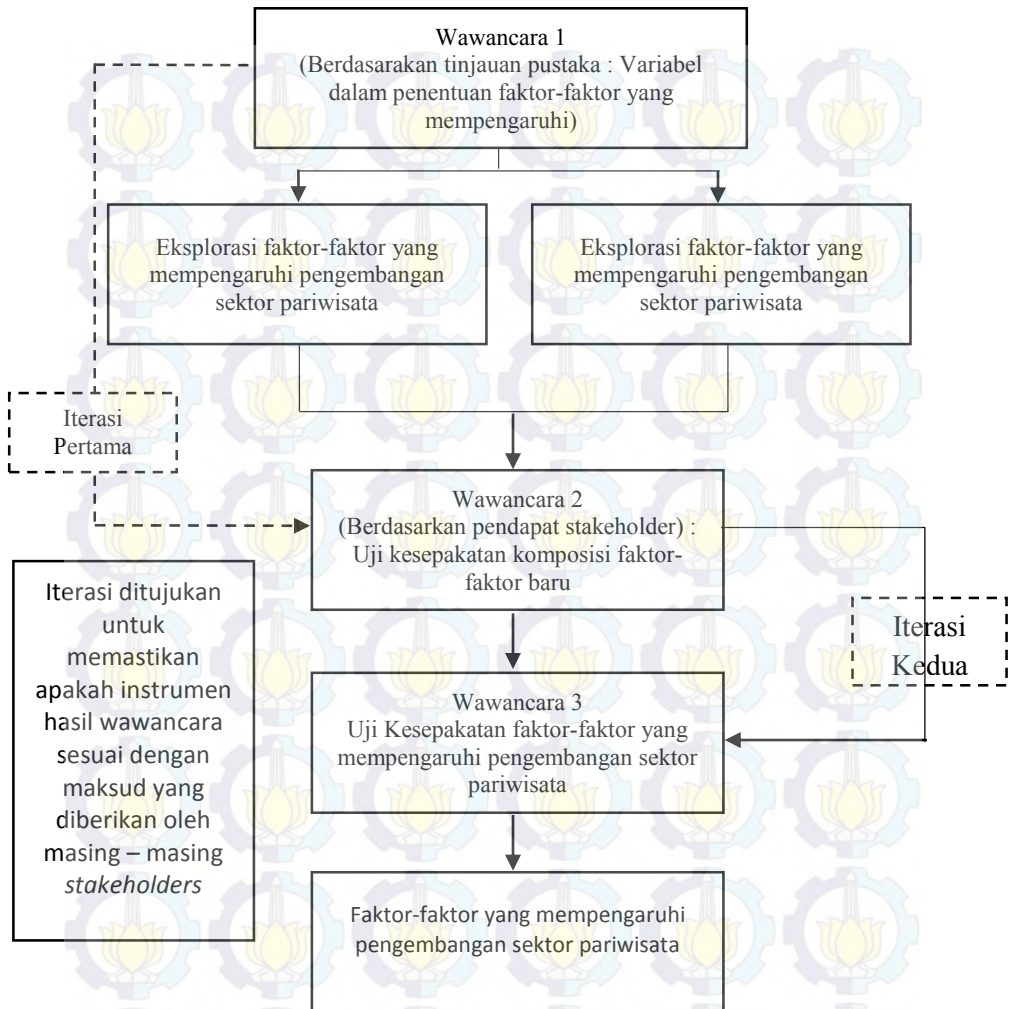 Wawancara 1
(Berdasarakan tinjauan pustaka : Variabel
dalam penentuan faktor-faktor yang
mempengaruhi)
Eksplorasi faktor-faktor yang
mempengaruhi pengembangan
sektor pariwisata
Eksplorasi faktor-faktor yang
mempengaruhi pengembangan
sektor pariwisata
Iterasi
Pertama
Wawancara 2
(Berdasarkan pendapat stakeholder) :
Uji kesepakatan komposisi faktor-
faktor baru
Iterasi ditujukan
untuk
memastikan
apakah instrumen
hasil wawancara
sesuai dengan
maksud yang
diberikan oleh
masing – masing
stakeholders
Iterasi
Kedua
Wawancara 3
Uji Kesepakatan faktor-faktor yang
mempengaruhi pengembangan sektor
pariwisata
Faktor-faktor yang mempengaruhi
pengembangan sektor pariwisata